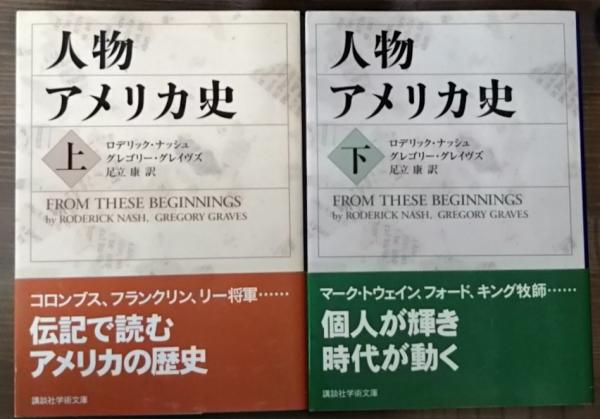 人物
アメリカ史
上
ロデリック・ナッシュ
グレゴリー・グレイヴズ
足立 康 訳
FROM THESE BEGINNINGS
by RODERICK NASH, GREGORY GRAVES
コロンブス、フランクリン、リー将軍……
伝記で読む
アメリカの歴史
講談社学術文庫
人物
アメリカ史
下
ロデリック・ナッシュ
グレゴリー・グレイヴズ
足立 康 訳
FROM THESE BEGINNINGS
by RODERICK NASH, GREGORY GRAVES
マーク・トウェイン、フォード、キング牧師……
個人が輝き
時代が動く
講談社学術文庫